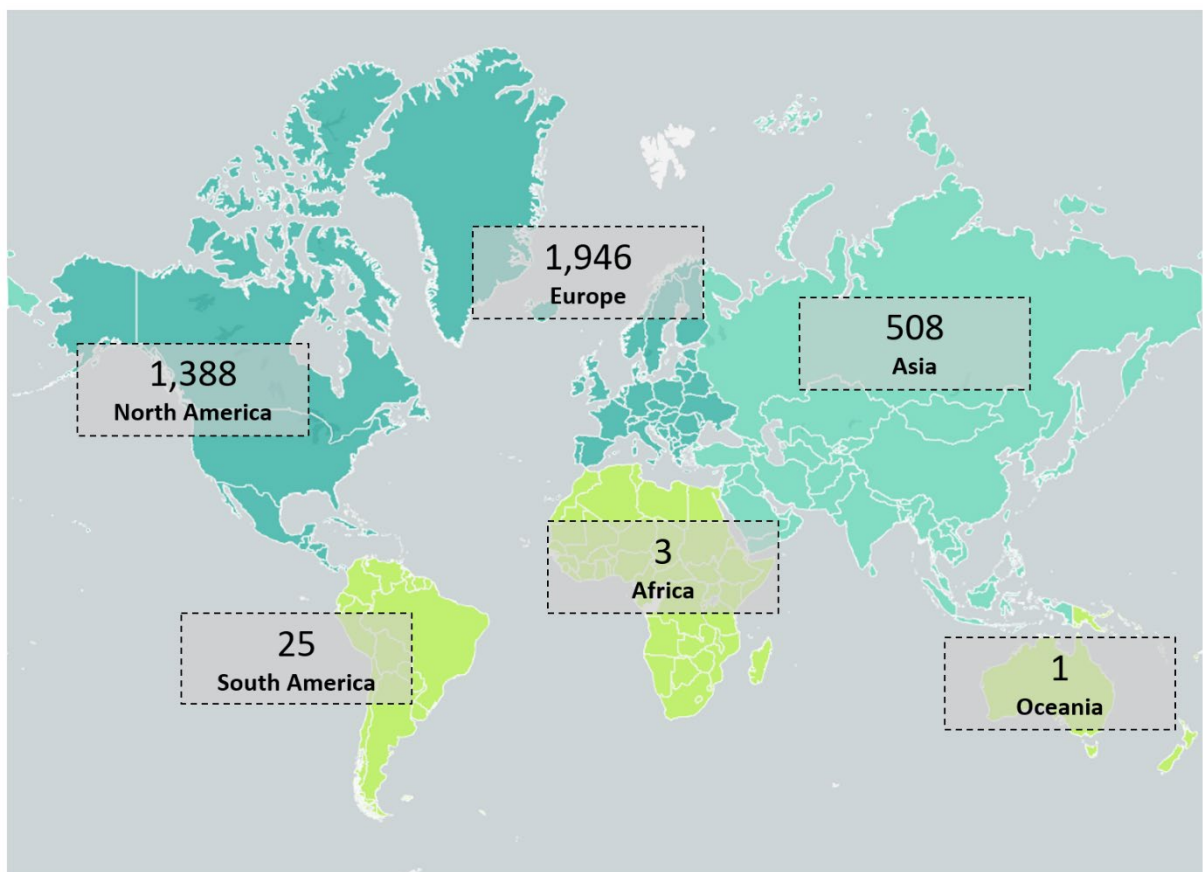 1,946
Europe
508
Asia
1,388
North America
3
Africa
25
South America
1
Oceania